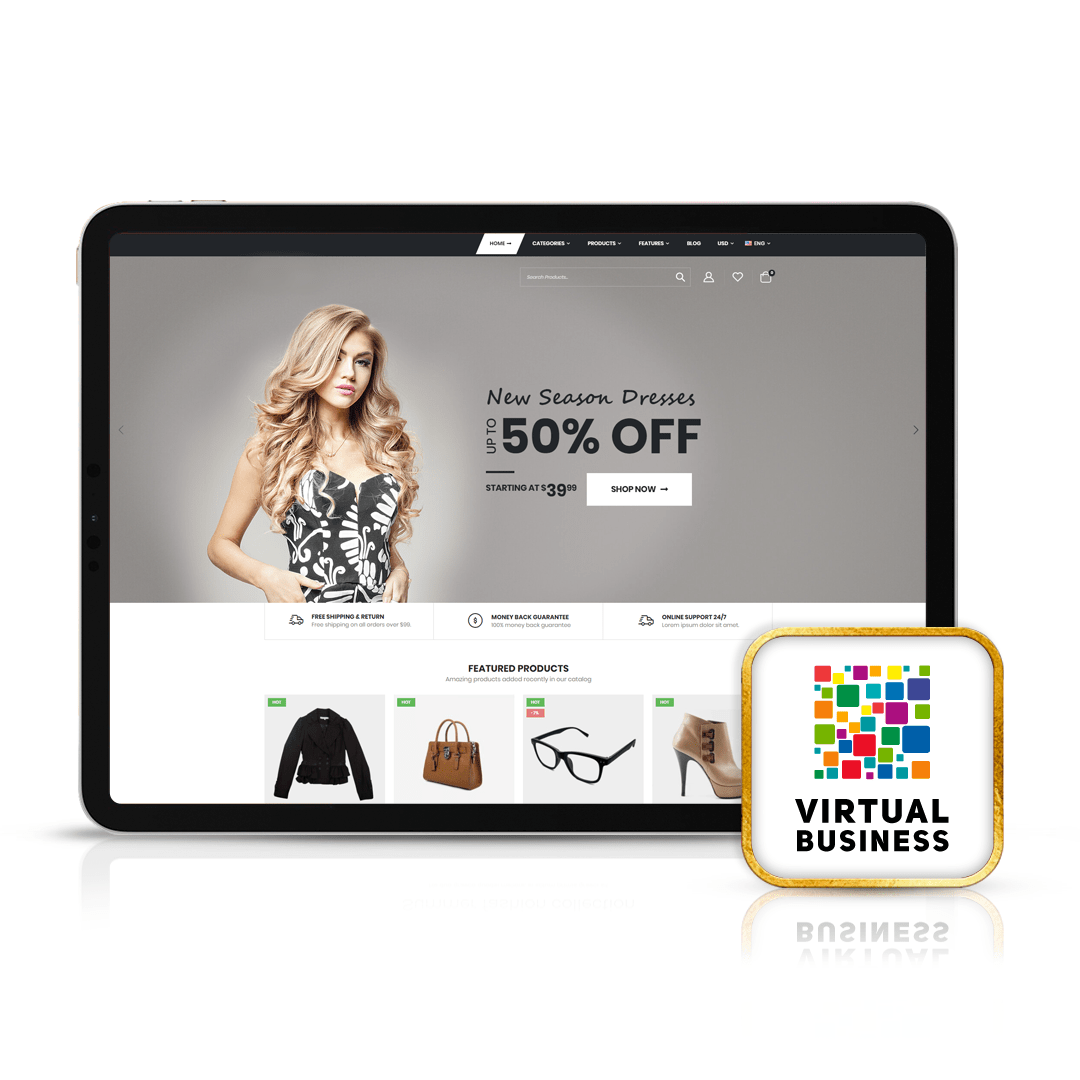 HOME
CATEGORIES
PRODUCTS
FEATURES
BLOG
USD
ENG
Search Products..
0
New Season Dresses
UP TO
50% OFF
STARTING AT $3999
SHOP NOW
FREE SHIPPING & RETURN
Free shipping on all orders over $99.
MONEY BACK GUARANTEE
100% money back guarantee
ONLINE SUPPORT 24/7
Lorem ipsum dolor sit amet.
FEATURED PRODUCTS
Amazing products added recently in our catalog
HOT
HOT
HOT
HOT
VIRTUAL
BUSINESS